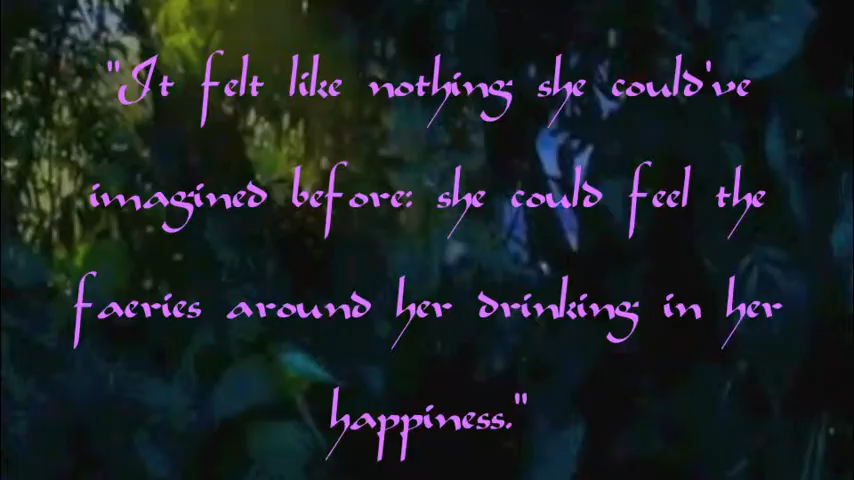 "It felt like nothing she could've
imagined before: she could feel the
faeries around her drinking in her
happiness."